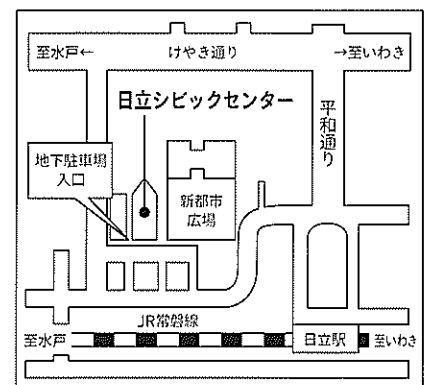 至水戸←
けやき通り
→至いわき
日立シビックセンター
平和通り
地下駐車場
入口
新都市
広場
JR常磐線
至水戸
日立駅
至いわき